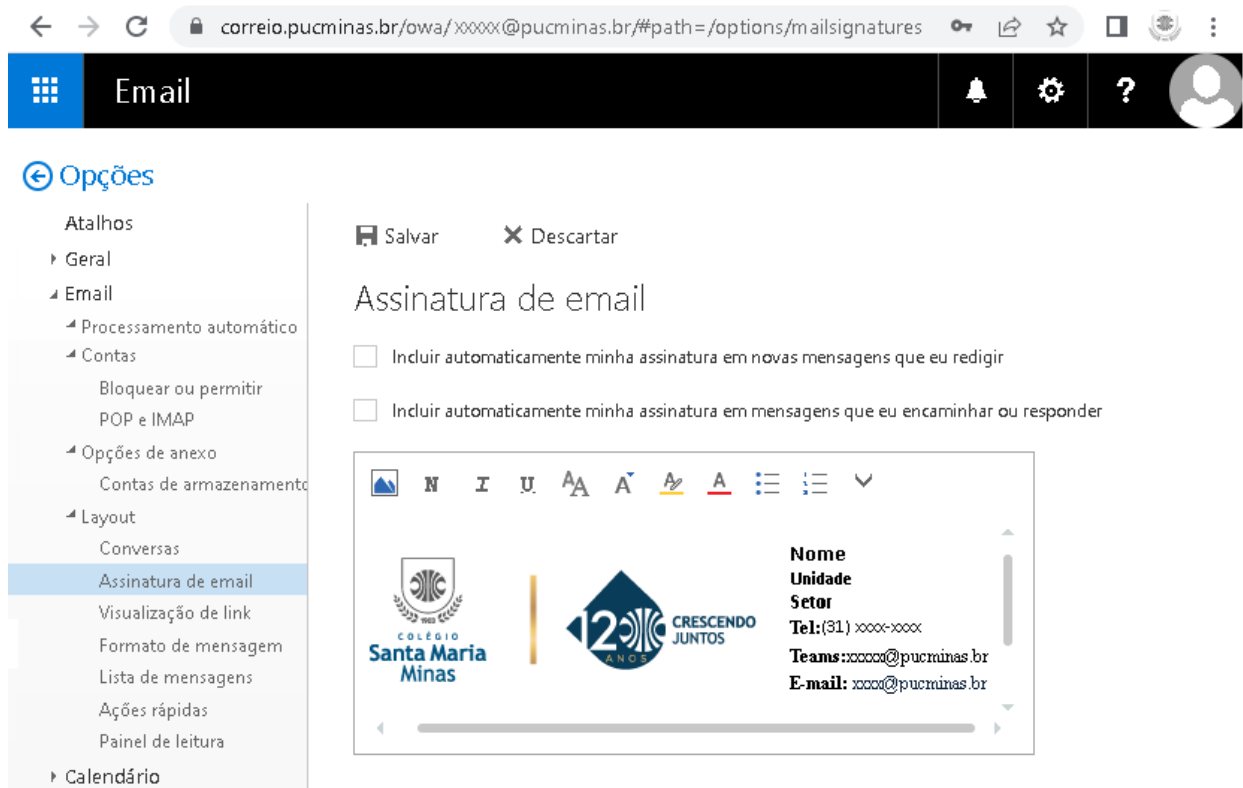 correio.pucminas.br/owa/xxxxx@pucminas.br/#path=/options/mailsignatures
Email
?
Opções
Atalhos
Geral
Email
Processamento automático
Contas
Bloquear ou permitir
POP e IMAP
Opções de anexo
Contas de armazenamento
Layout
Conversas
Assinatura de email
Visualização de link
Formato de mensagem
Lista de mensagens
Ações rápidas
Painel de leitura
Calendário
Salvar
Descartar
Assinatura de email
Incluir automaticamente minha assinatura em novas mensagens que eu redigir
Incluir automaticamente minha assinatura em mensagens que eu encaminhar ou responder
N I U AA A A A
1903
COLÉGIO
Santa Maria
Minas
120
ANOS
CRESCENDO
JUNTOS
Nome
Unidade
Setor
Tel:(31) xxxx-xxxx
Teams:xxxxx@pucminas.br
E-mail: xxxx@pucminas.br